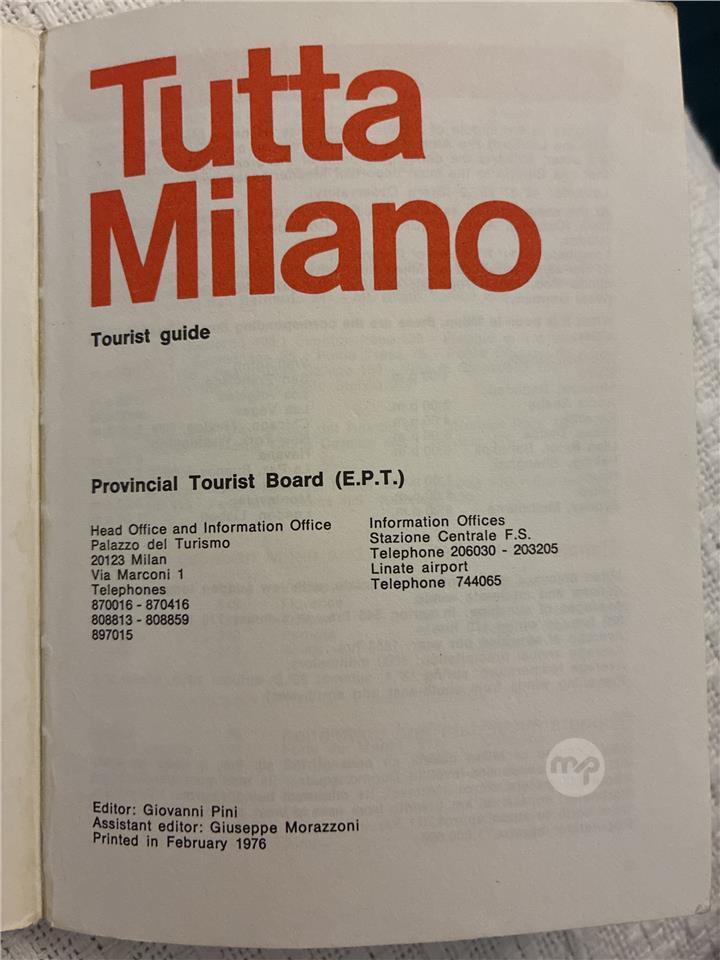 Tutta
Milano
Tourist guide
Provincial Tourist Board (E.P.T.)
Head Office and Information Office
Palazzo del Turismo
20123 Milan
Via Marconi 1
Telephones
870016 - 870416
808813 - 808859
897015
Information Offices
Stazione Centrale F.S.
Telephone 206030 - 203205
Linate airport
Telephone 744065
mp
Editor: Giovanni Pini
Assistant editor: Giuseppe Morazzoni
Printed in February 1976